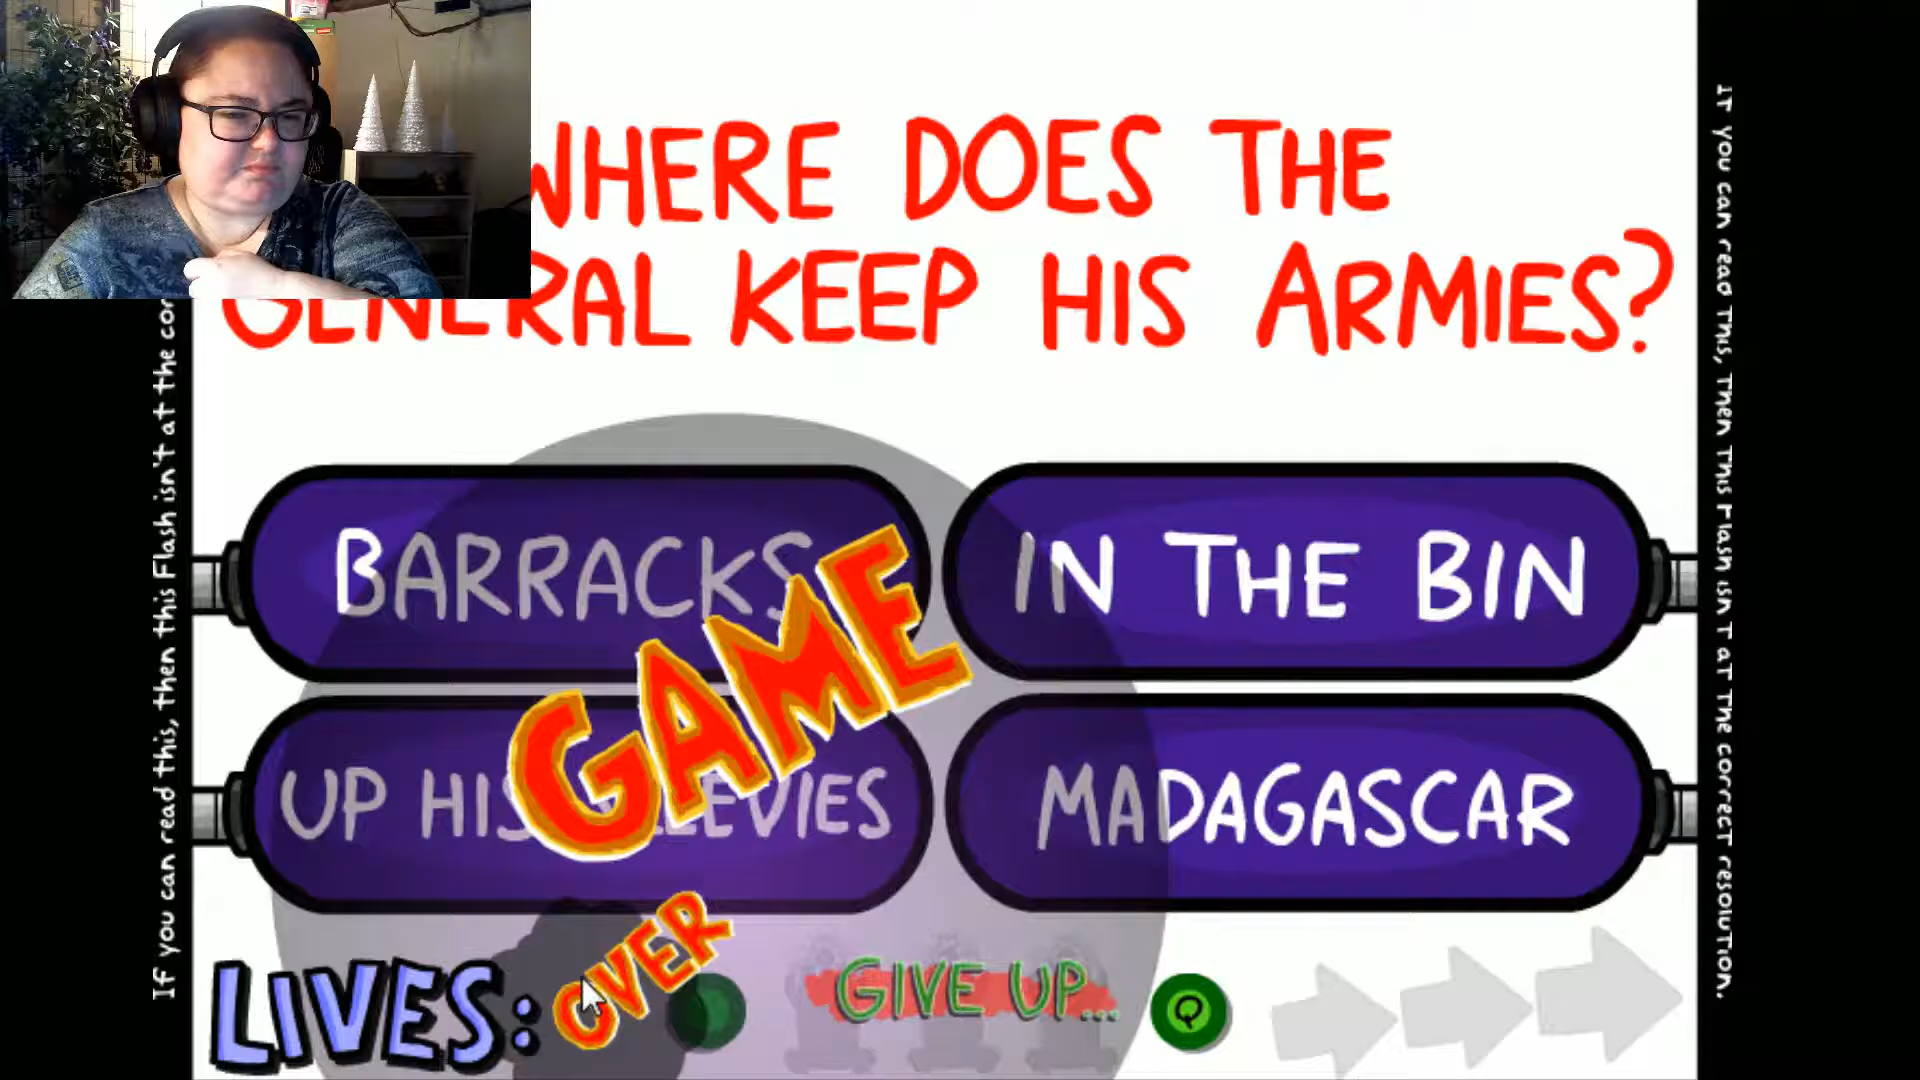 WHERE DOES THE
GENERAL KEEP HIS ARMIES?
BARRACKS
IN THE BIN
UP HIS SLEEVIES
MADAGASCAR
GAME
OVER
LIVES:
GIVE UP...
Q
If you can read this, then this Flash isn't at the cor
If you can read this, then this Flash isn't at the correct resolution.